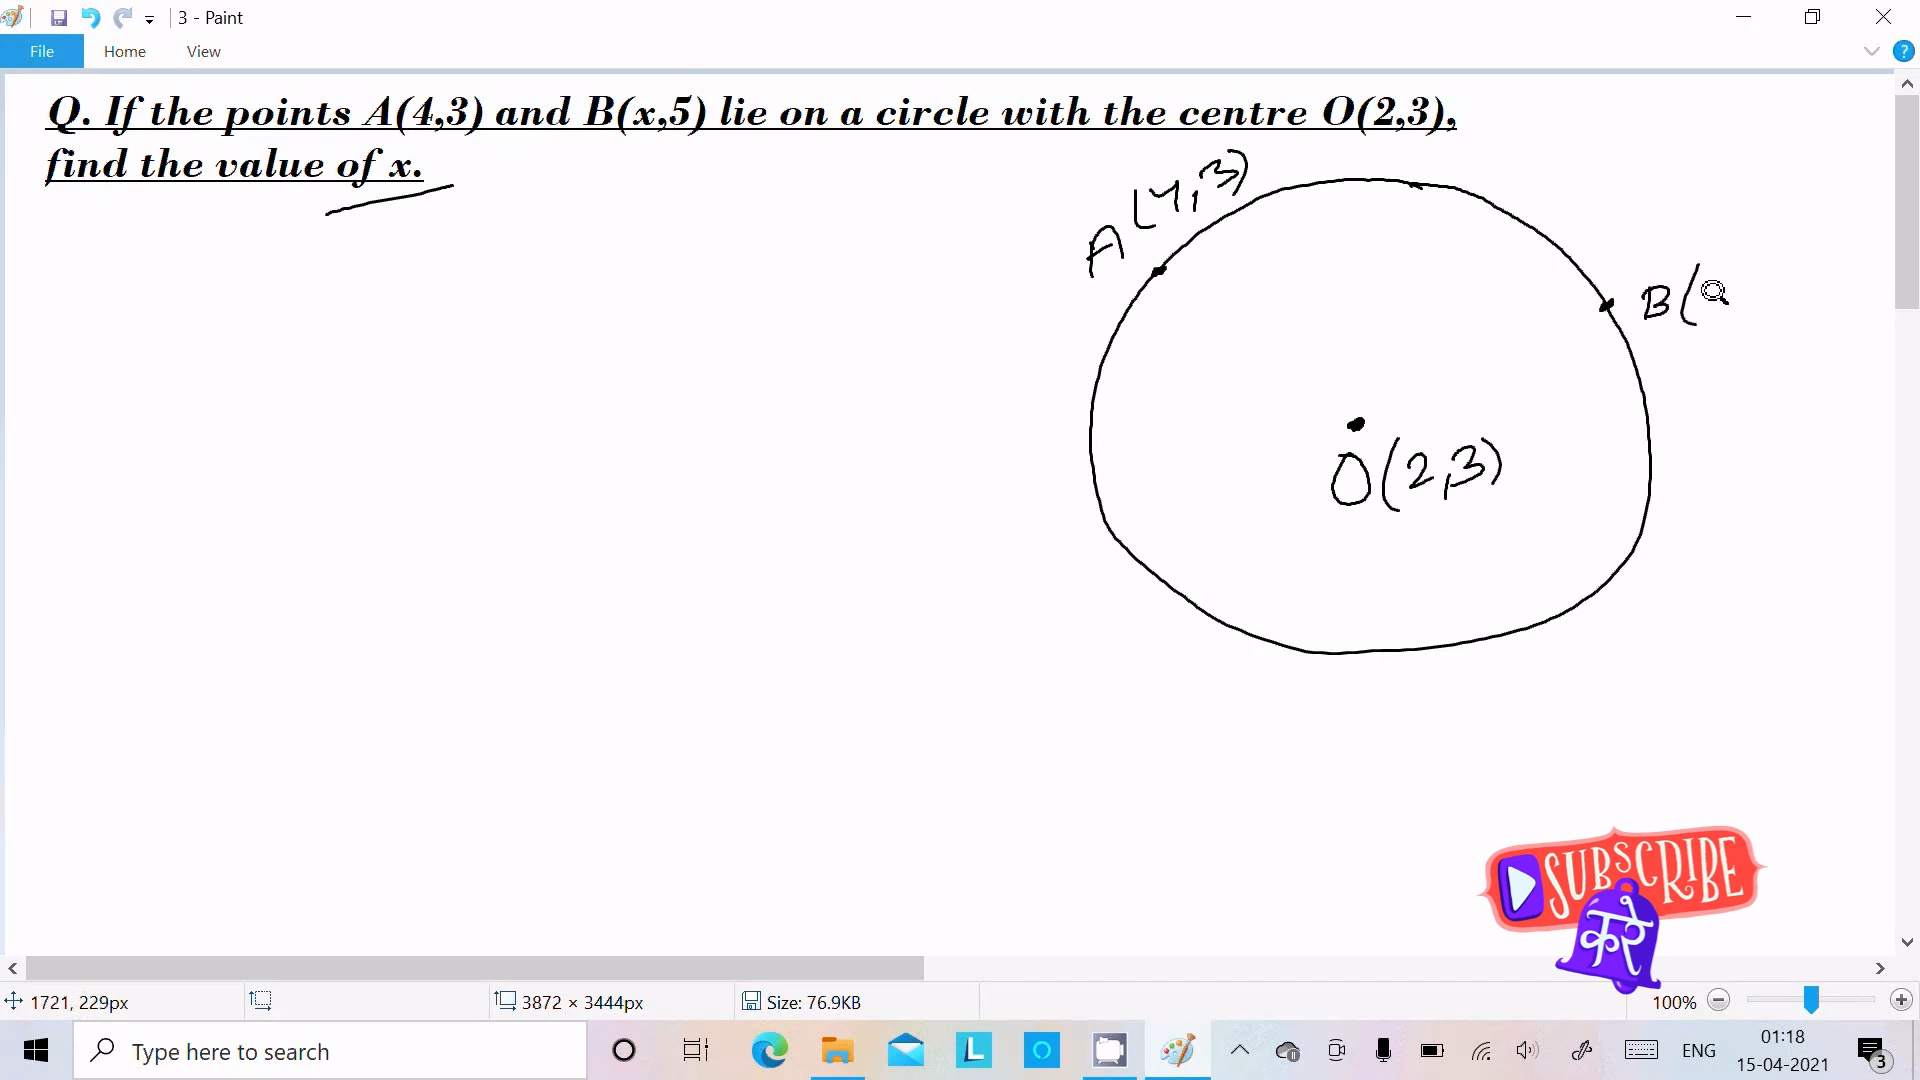 3 - Paint
File Home View
Q. If the points A(4,3) and B(x,5) lie on a circle with the centre O(2,3),
find the value of x.
A (4,3)
B (
O (2,3)
SUBSCRIBE
करे
1721, 229px 3872 × 3444px Size: 76.9KB 100%
Type here to search
ENG
01:18
15-04-2021
3